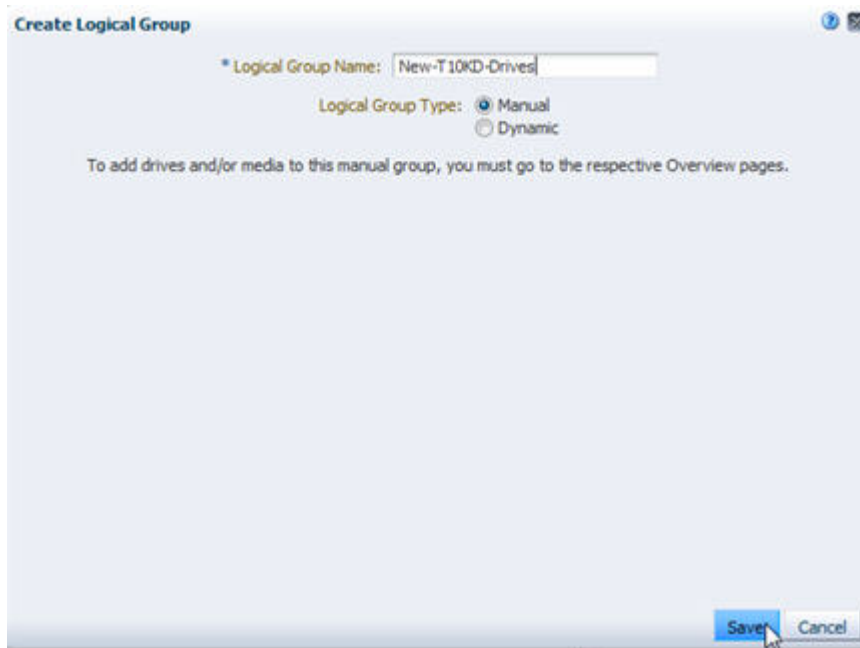 Create Logical Group
* Logical Group Name: New-T10KD-Drives
Logical Group Type: Manual
Dynamic
To add drives and/or media to this manual group, you must go to the respective Overview pages.
Save Cancel